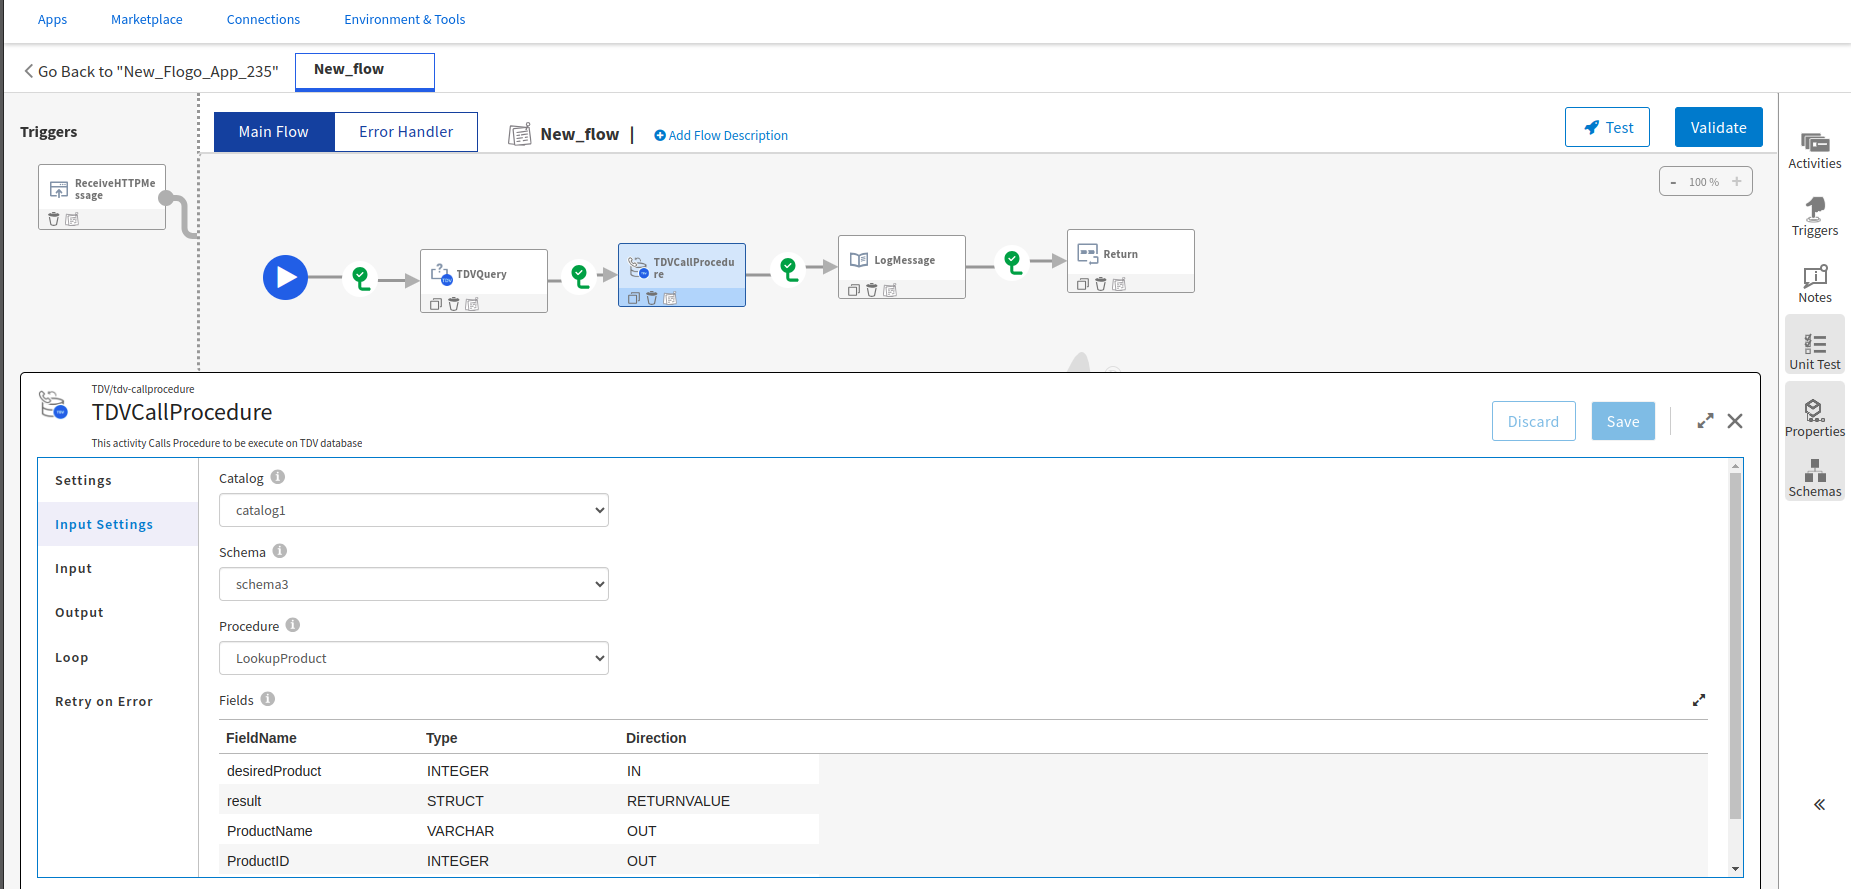 Apps Marketplace Connections Environment & Tools
Go Back to "New_Flogo_App_235" New_flow
Triggers
ReceiveHTTPMe
ssage
Main Flow Error Handler New_flow | Add Flow Description Test Validate
- 100 % +
TDVQuery
TDVCallProcedu
re
LogMessage
Return
Activities
Triggers
Notes
Unit Test
Properties
Schemas
TDV/tdv-callprocedure
TDVCallProcedure
This activity Calls Procedure to be execute on TDV database
Discard Save
Settings
Input Settings
Input
Output
Loop
Retry on Error
Catalog
catalog1
Schema
schema3
Procedure
LookupProduct
Fields
FieldName Type Direction
desiredProduct INTEGER IN
result STRUCT RETURNVALUE
ProductName VARCHAR OUT
ProductID INTEGER OUT